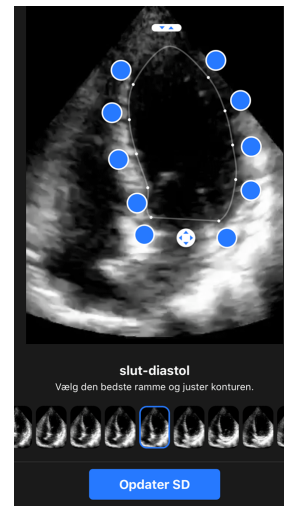 slut-diastol
Vælg den bedste ramme og juster konturen.
Opdater SD